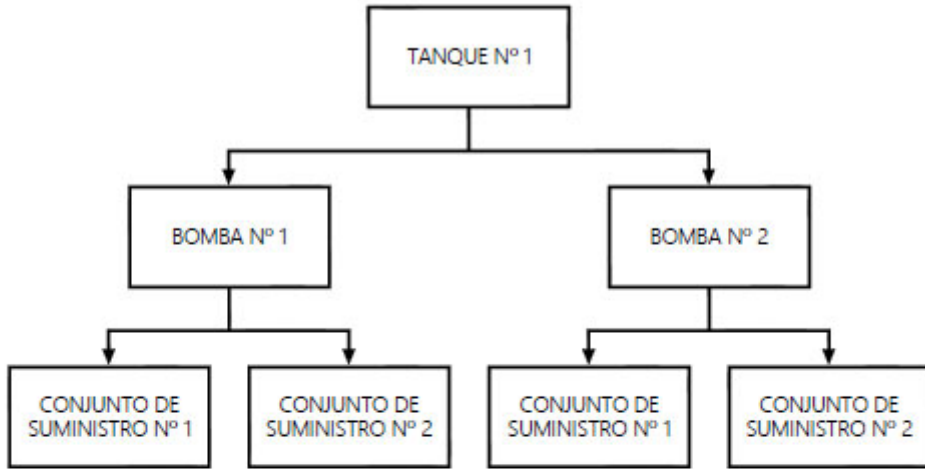 TANQUE Nº 1
BOMBA Nº 1
BOMBA Nº 2
CONJUNTO DE
SUMINISTRO Nº 1
CONJUNTO DE
SUMINISTRO Nº 2
CONJUNTO DE
SUMINISTRO Nº 1
CONJUNTO DE
SUMINISTRO Nº 2